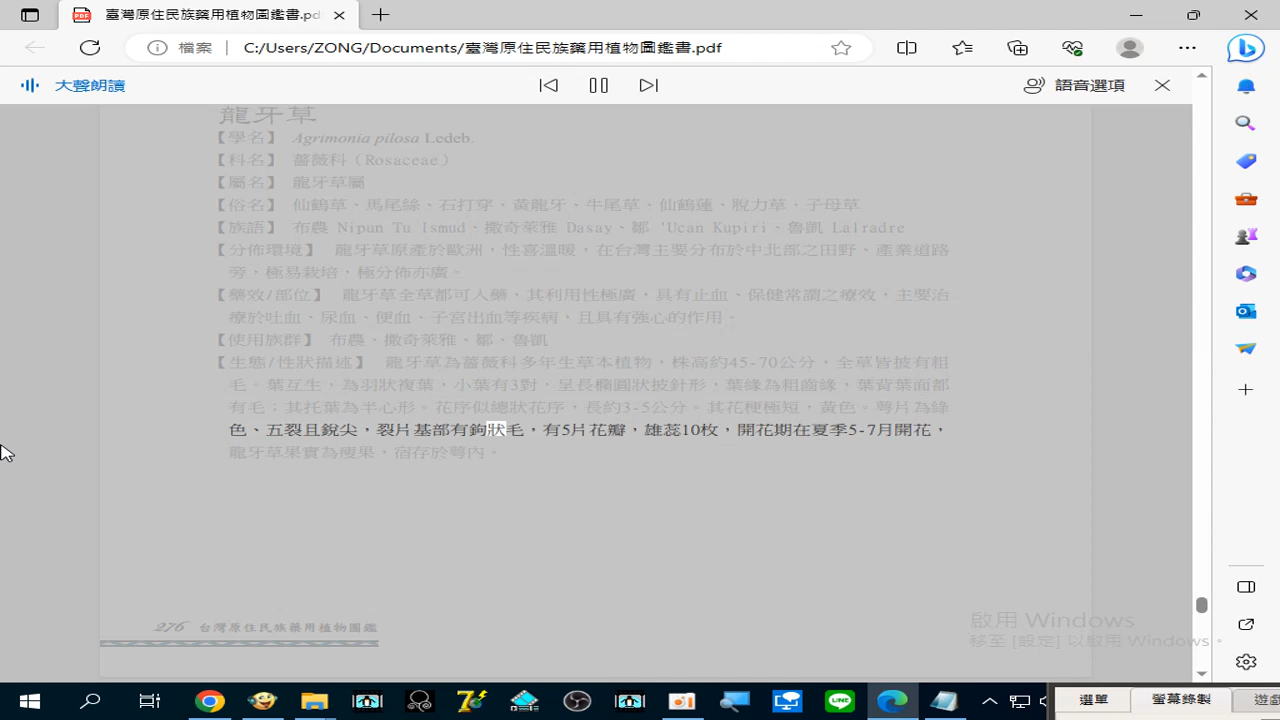 臺灣原住民族藥用植物圖鑑書.pd
檔案
C:/Users/ZONG/Documents/臺灣原住民族藥用植物圖鑑書.pdf
大聲朗讀
語音選項
龍牙草
【學名】 Agrimonia pilosa Ledeb.
【科名】 薔薇科（Rosaceae）
【屬名】 龍牙草屬
【俗名】 仙鶴草、馬尾絲、石打穿、黃龍牙、牛尾草、仙鶴蓮、脫力草、子母草
【族語】 布農 Nipun Tu Ismud、撒奇萊雅 Dasay、鄒 'Ucan Kupiri、魯凱 Lalradre
【分佈環境】 龍牙草原產於歐洲，性喜溫暖，在台灣主要分布於中北部之田野、產業道路
旁，極易栽培，極分佈亦廣。
【藥效/部位】 龍牙草全草都可入藥，其利用性極廣，具有止血、保健常謂之療效，主要治
療於吐血、尿血、便血、子宮出血等疾病，且具有強心的作用。
【使用族群】 布農、撒奇萊雅、鄒、魯凱
【生態/性狀描述】 龍牙草為薔薇科多年生草本植物，株高約45-70公分，全草皆披有粗
毛。葉互生，為羽狀複葉，小葉有3對，呈長橢圓狀披針形，葉緣為粗齒緣，葉背葉面都
有毛；其托葉為半心形。花序似總狀花序，長約3-5公分。其花梗極短，黃色。萼片為綠
色、五裂且銳尖，裂片基部有鉤狀毛，有5片花瓣，雄蕊10枚，開花期在夏季5-7月開花，
龍牙草果實為瘦果，宿存於萼內。
276 台灣原住民族藥用植物圖鑑
啟用 Windows
移至 [設定] 以啟用 Windows。
選單
螢幕錄製
遊戲